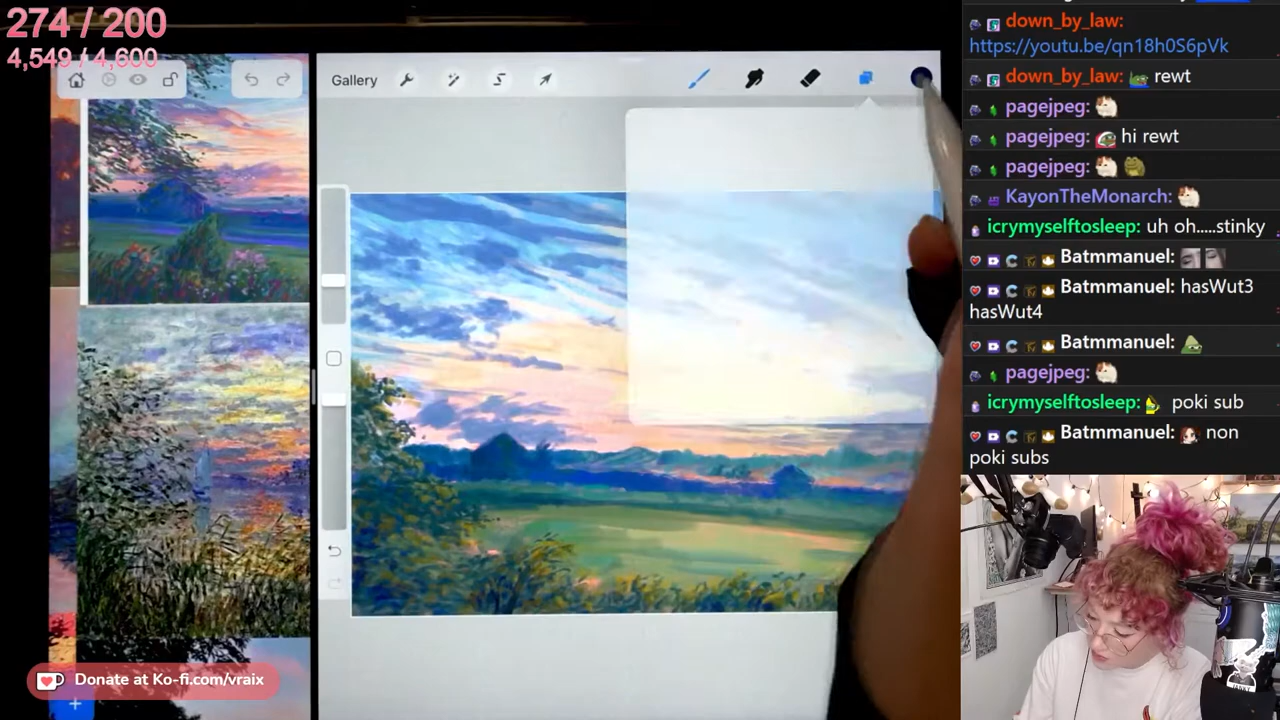 274 / 200
4,549 / 4,600
Gallery
Donate at Ko-fi.com/vraix
down_by_law:
https://youtu.be/qn18h0S6pVk
down_by_law: rewt
pagejpeg:
pagejpeg: hi rewt
pagejpeg:
KayonTheMonarch:
icrymyselftosleep: uh oh.....stinky
Batmmanuel:
Batmmanuel: hasWut3
hasWut4
Batmmanuel:
pagejpeg:
icrymyselftosleep: poki sub
Batmmanuel: non
poki subs